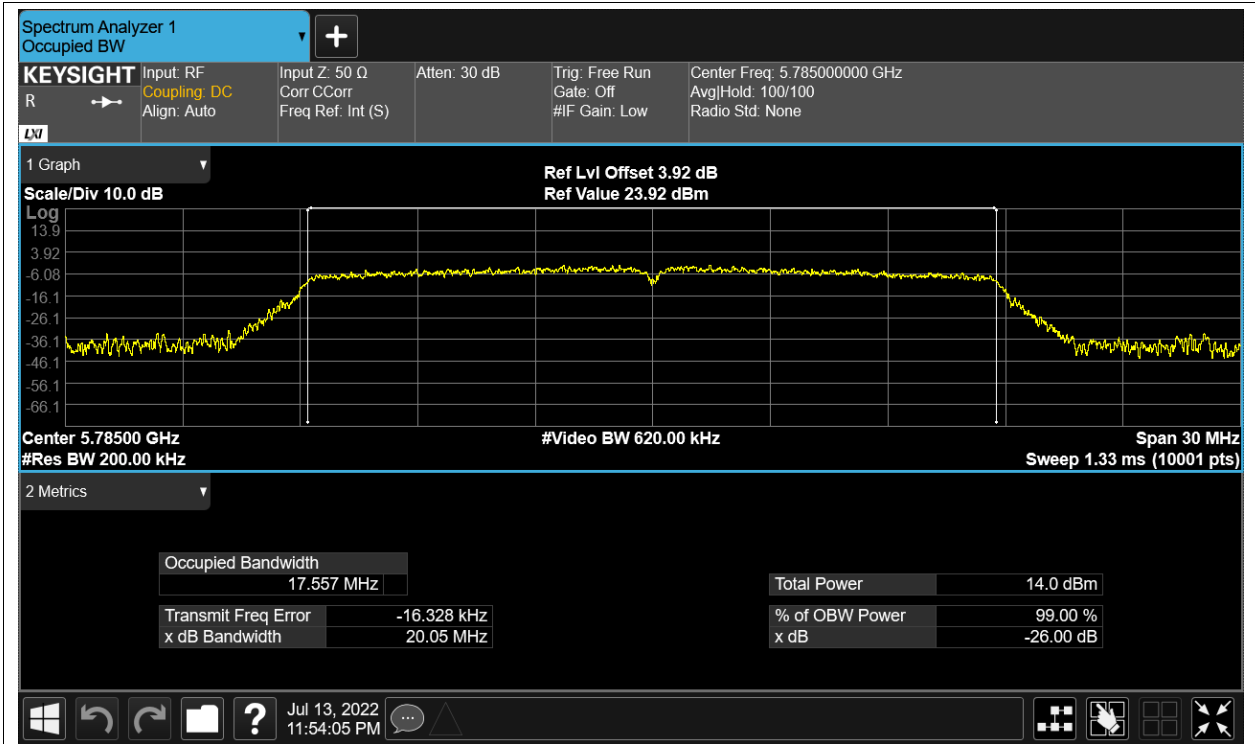 Spectrum Analyzer 1
Occupied BW
KEYSIGHT
R
LXI
Input: RF
Coupling: DC
Align: Auto
Input Z: 50 Ω
Corr CCorr
Freq Ref: Int (S)
Atten: 30 dB
Trig: Free Run
Gate: Off
#IF Gain: Low
Center Freq: 5.785000000 GHz
Avg|Hold: 100/100
Radio Std: None
1 Graph
Scale/Div 10.0 dB
Ref Lvl Offset 3.92 dB
Ref Value 23.92 dBm
Log
13.9
3.92
-6.08
-16.1
-26.1
-36.1
-46.1
-56.1
-66.1
Center 5.78500 GHz
#Res BW 200.00 kHz
#Video BW 620.00 kHz
Span 30 MHz
Sweep 1.33 ms (10001 pts)
2 Metrics
Occupied Bandwidth
17.557 MHz
Transmit Freq Error -16.328 kHz
x dB Bandwidth 20.05 MHz
Total Power 14.0 dBm
% of OBW Power 99.00 %
x dB -26.00 dB
?
Jul 13, 2022
11:54:05 PM